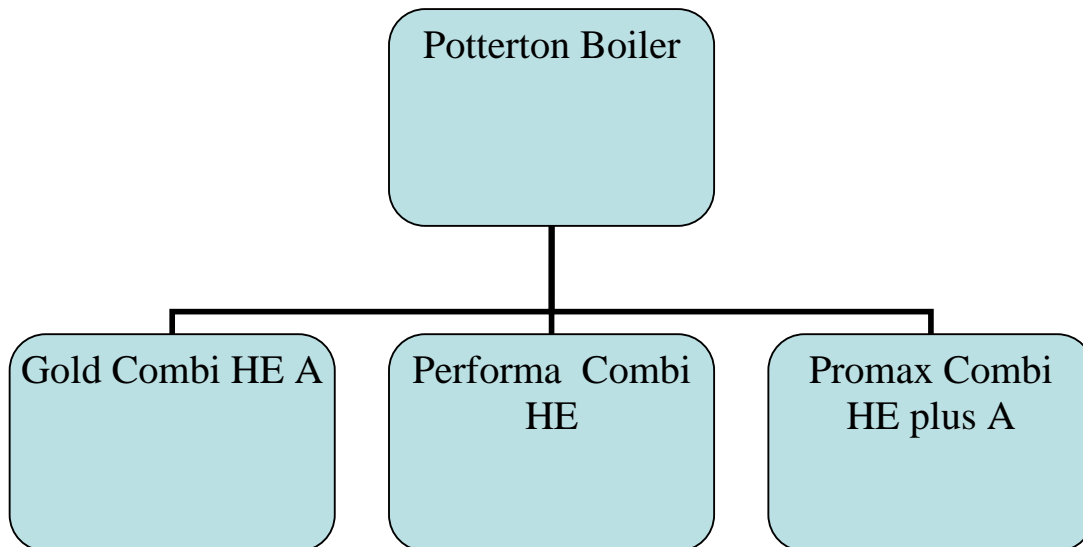 Potterton Boiler
Gold Combi HE A
Performa  Combi
HE
Promax Combi
HE plus A